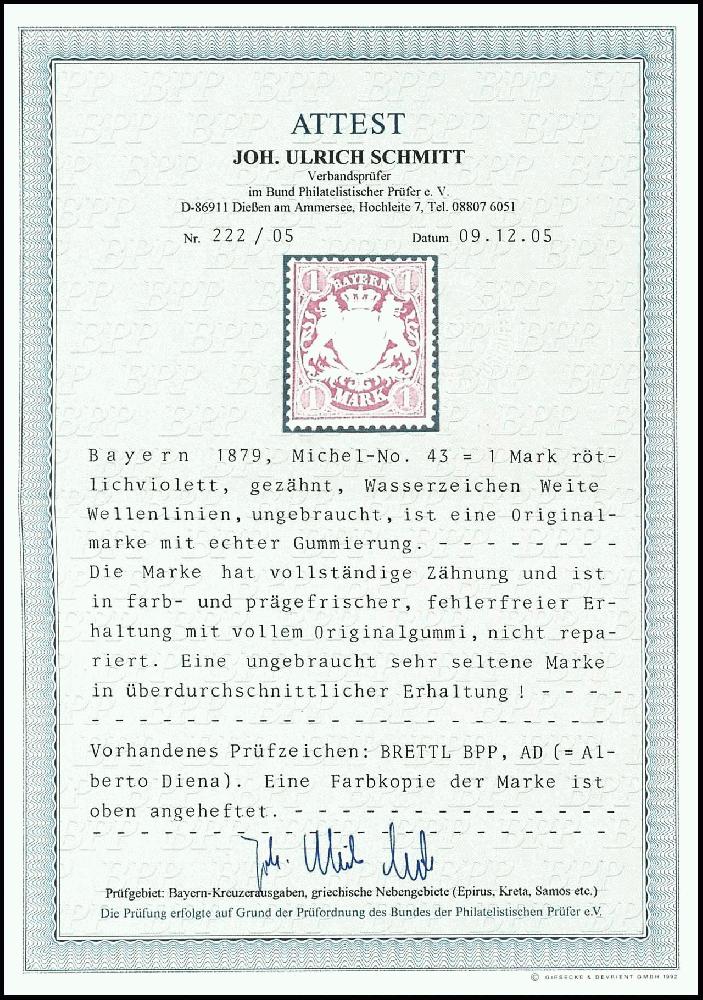 ATTEST
JOH. ULRICH SCHMITT
Verbandsprüfer
im Bund Philatelistischer Prüfer e. V.
D-86911 Dießen am Ammersee, Hochleite 7, Tel. 08807 6051
Nr. 222 / 05 Datum 09.12.05
1 BAYERN 1
1 MARK 1
Bayern 1879, Michel-No. 43 = 1 Mark röt-
lichviolett, gezähnt, Wasserzeichen Weite
Wellenlinien, ungebraucht, ist eine Original-
marke mit echter Gummierung. - - - - - - - -
Die Marke hat vollständige Zähnung und ist
in farb- und prägefrischer, fehlerfreier Er-
haltung mit vollem Originalgummi, nicht repa-
riert. Eine ungebraucht sehr seltene Marke
in überdurchschnittlicher Erhaltung ! - - - -
- - - - - - - - - - - - - - - - - - - - - -
Vorhandenes Prüfzeichen: BRETTL BPP, AD (= Al-
berto Diena). Eine Farbkopie der Marke ist
oben angeheftet. - - - - - - - - - - - - - -
- - - - - - - - - - - - - - - - - - - - - -
Prüfgebiet: Bayern-Kreuzerausgaben, griechische Nebengebiete (Epirus, Kreta, Samos etc.)
Die Prüfung erfolgte auf Grund der Prüfordnung des Bundes der Philatelistischen Prüfer e.V.
© GIESECKE & DEVRIENT GMBH 1992